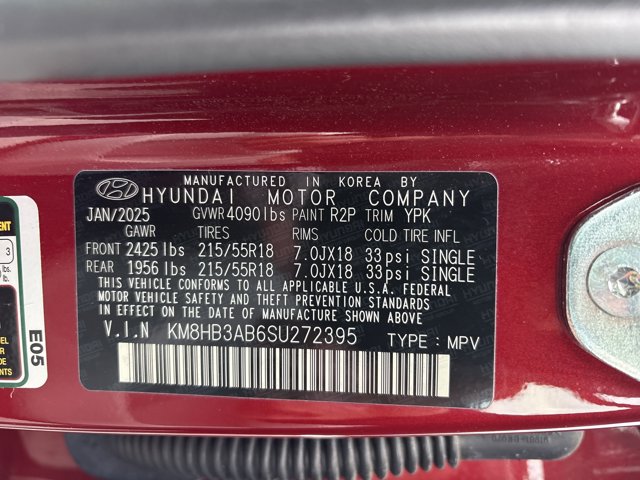 MANUFACTURED IN KOREA BY
HYUNDAI MOTOR COMPANY
JAN/2025 GVWR 4090 lbs PAINT R2P TRIM YPK
GAWR TIRES RIMS COLD TIRE INFL
FRONT 2425 lbs 215/55R18 7.0JX18 33psi SINGLE
REAR 1956 lbs 215/55R18 7.0JX18 33psi SINGLE
THIS VEHICLE CONFORMS TO ALL APPLICABLE U.S.A. FEDERAL
MOTOR VEHICLE SAFETY AND THEFT PREVENTION STANDARDS
IN EFFECT ON THE DATE OF MANUFACTURE SHOWN ABOVE.
V.I.N KM8HB3AB6SU272395 TYPE: MPV
E05
3
lbs.